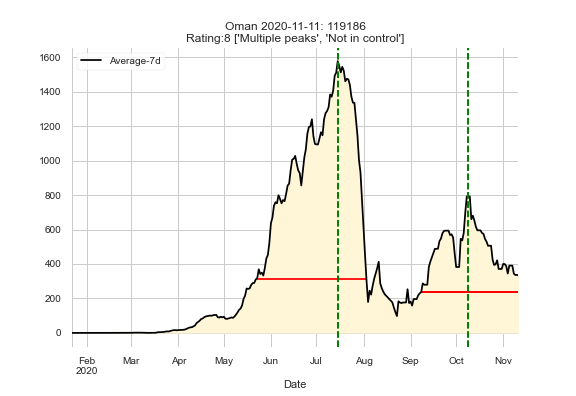 Oman 2020-11-11: 119186
Rating:8 ['Multiple peaks', 'Not in control']
Average-7d
1600
1400
1200
1000
800
600
400
200
0
Feb Mar Apr May Jun Jul Aug Sep Oct Nov
2020
Date